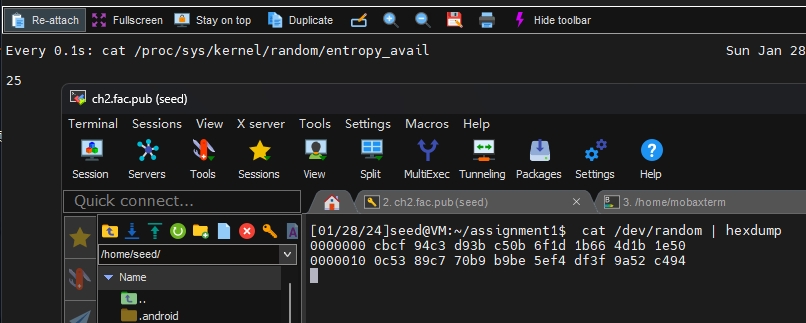 Re-attach Fullscreen Stay on top Duplicate Hide toolbar
Every 0.1s: cat /proc/sys/kernel/random/entropy_avail Sun Jan 28
25
ch2.fac.pub (seed)
Terminal Sessions View X server Tools Settings Macros Help
Session Servers Tools Sessions View Split MultiExec Tunneling Packages Settings Help
Quick connect...
2. ch2.fac.pub (seed)
3. /home/mobaxterm
/home/seed/
Name
..
.android
[01/28/24]seed@VM:~/assignment1$ cat /dev/random | hexdump
0000000 cbcf 94c3 d93b c50b 6f1d 1b66 4d1b 1e50
0000010 0c53 89c7 70b9 b9be 5ef4 df3f 9a52 c494